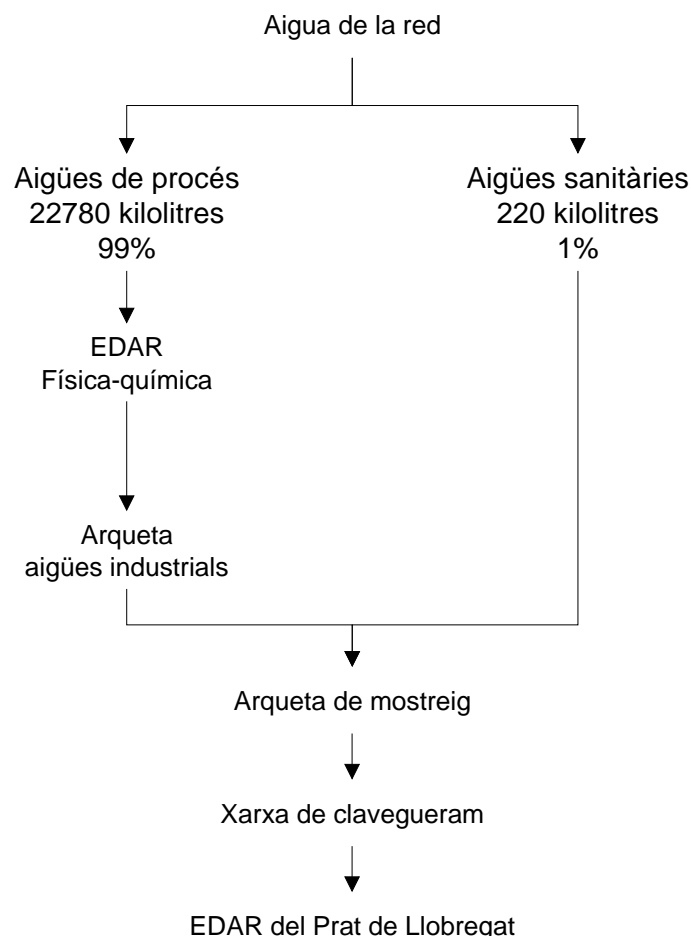 Aigua de la red
Aigües de procés
22780 kilolitres
99%
Aigües sanitàries
220 kilolitres
1%
EDAR
Física-química
Arqueta
aigües industrials
Arqueta de mostreig
Xarxa de clavegueram
EDAR del Prat de Llobregat